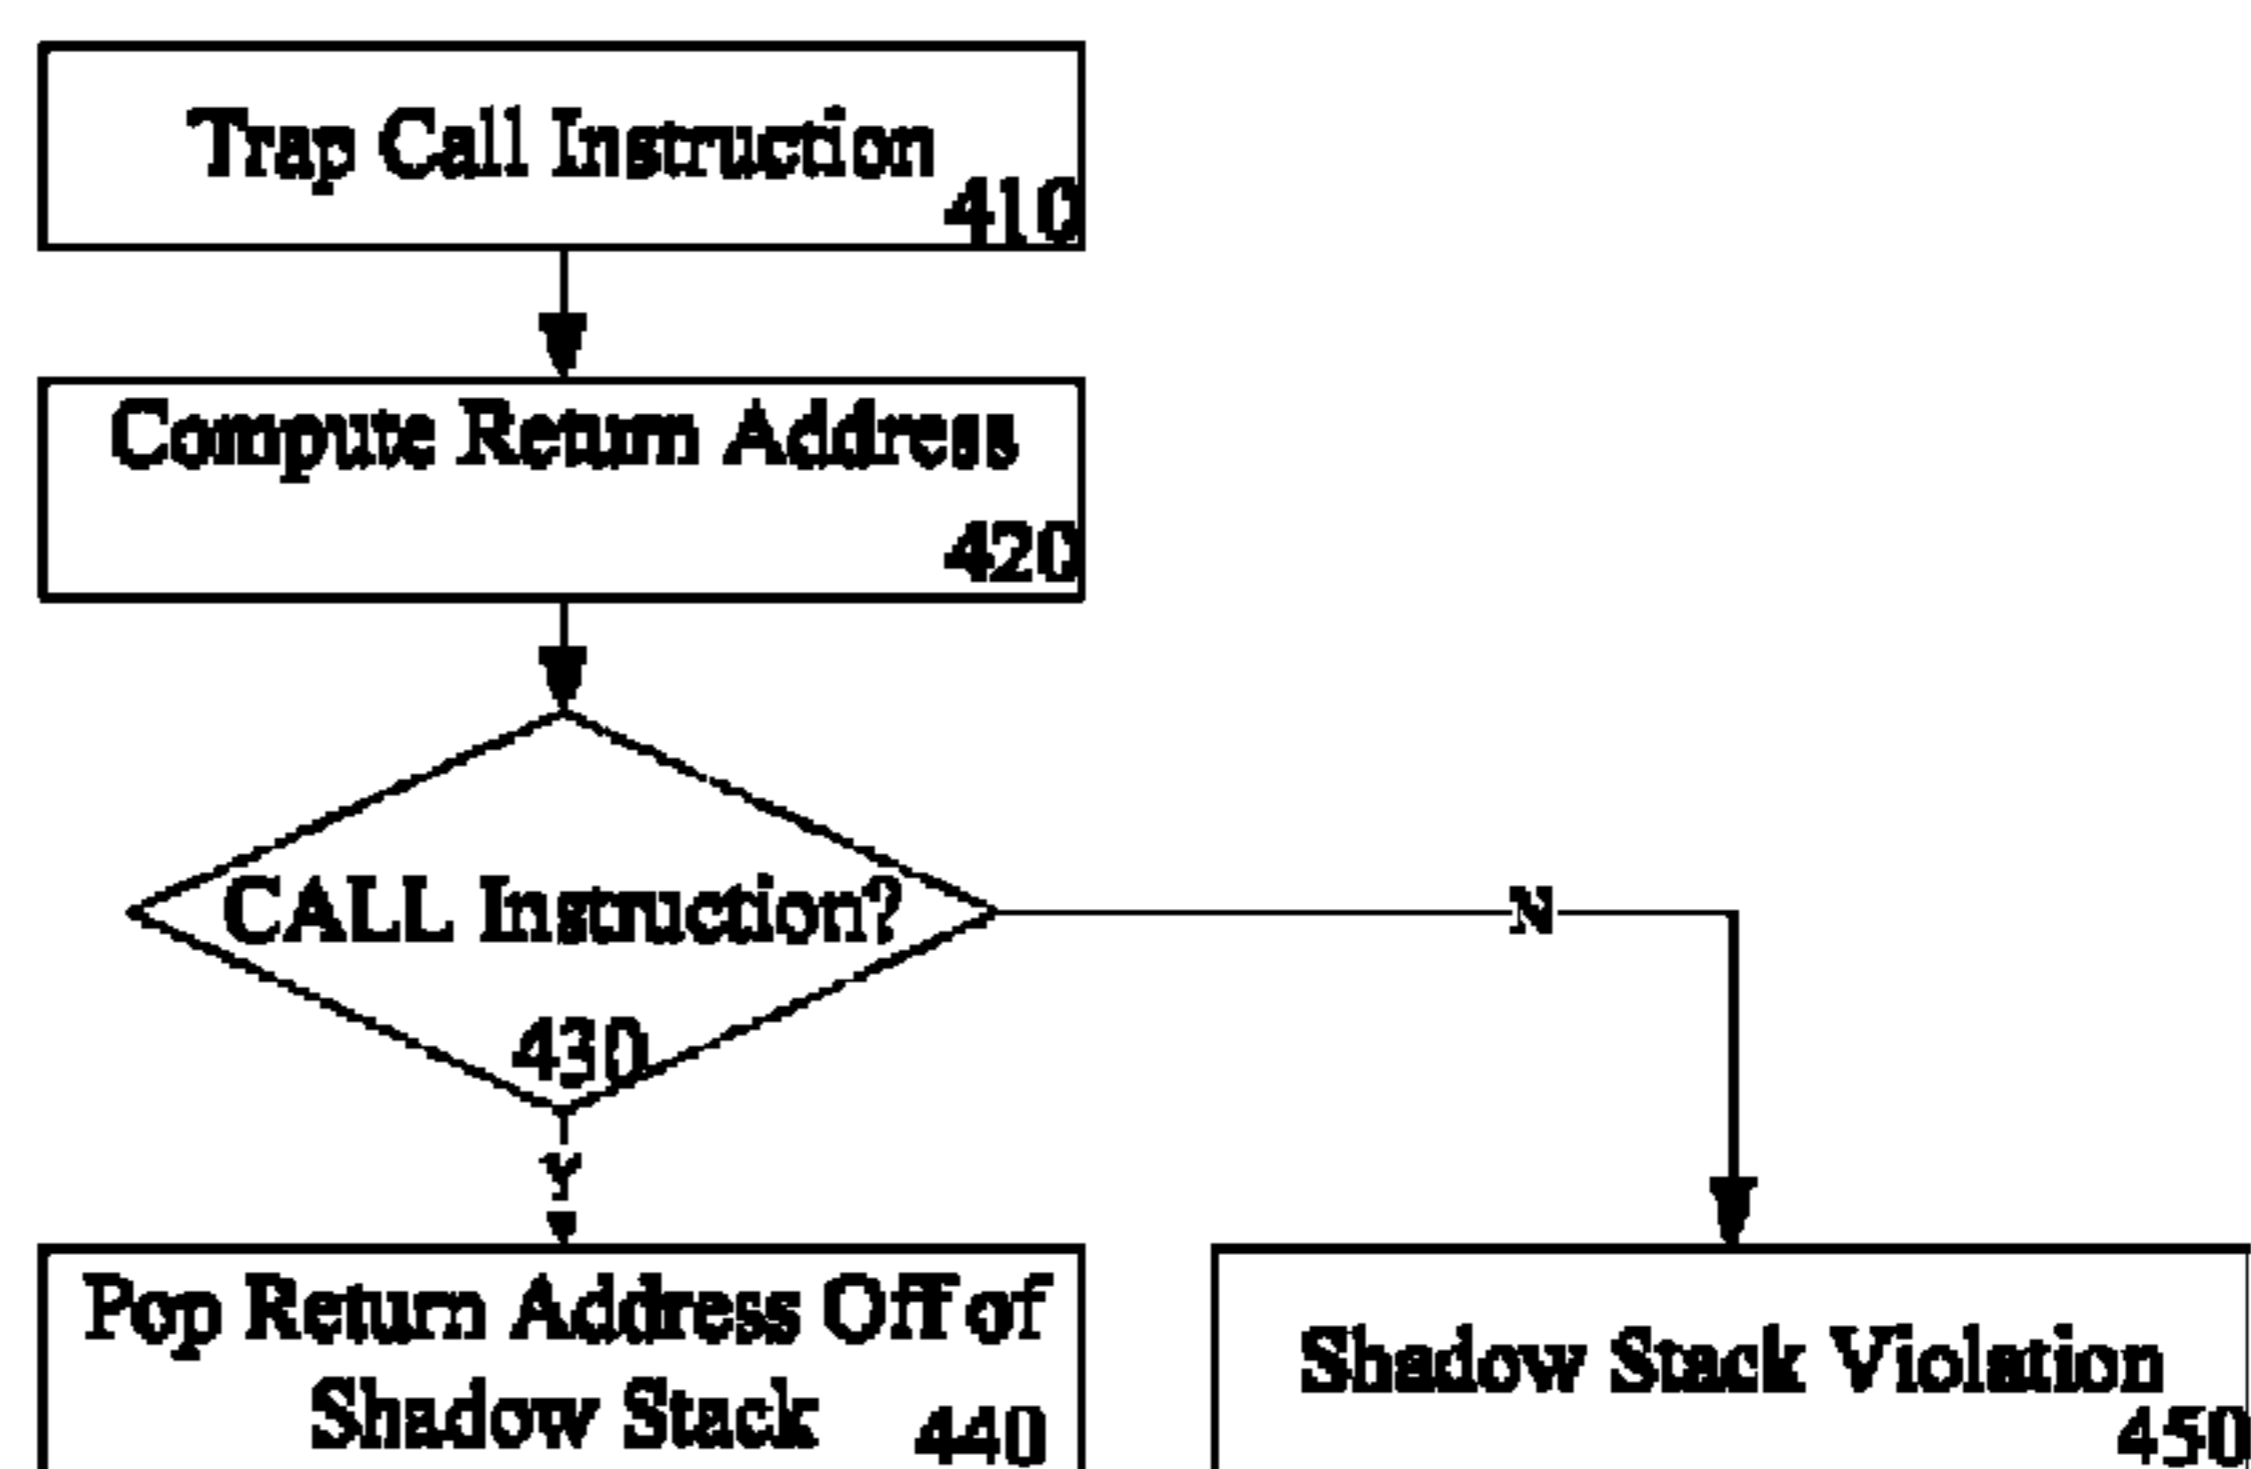 Trap Call Instruction
410
Compute Return Address
420
CALL Instruction?
N
430
Y
Pop Return Address Off of
Shadow Stack
440
Shadow Stack Violation
450